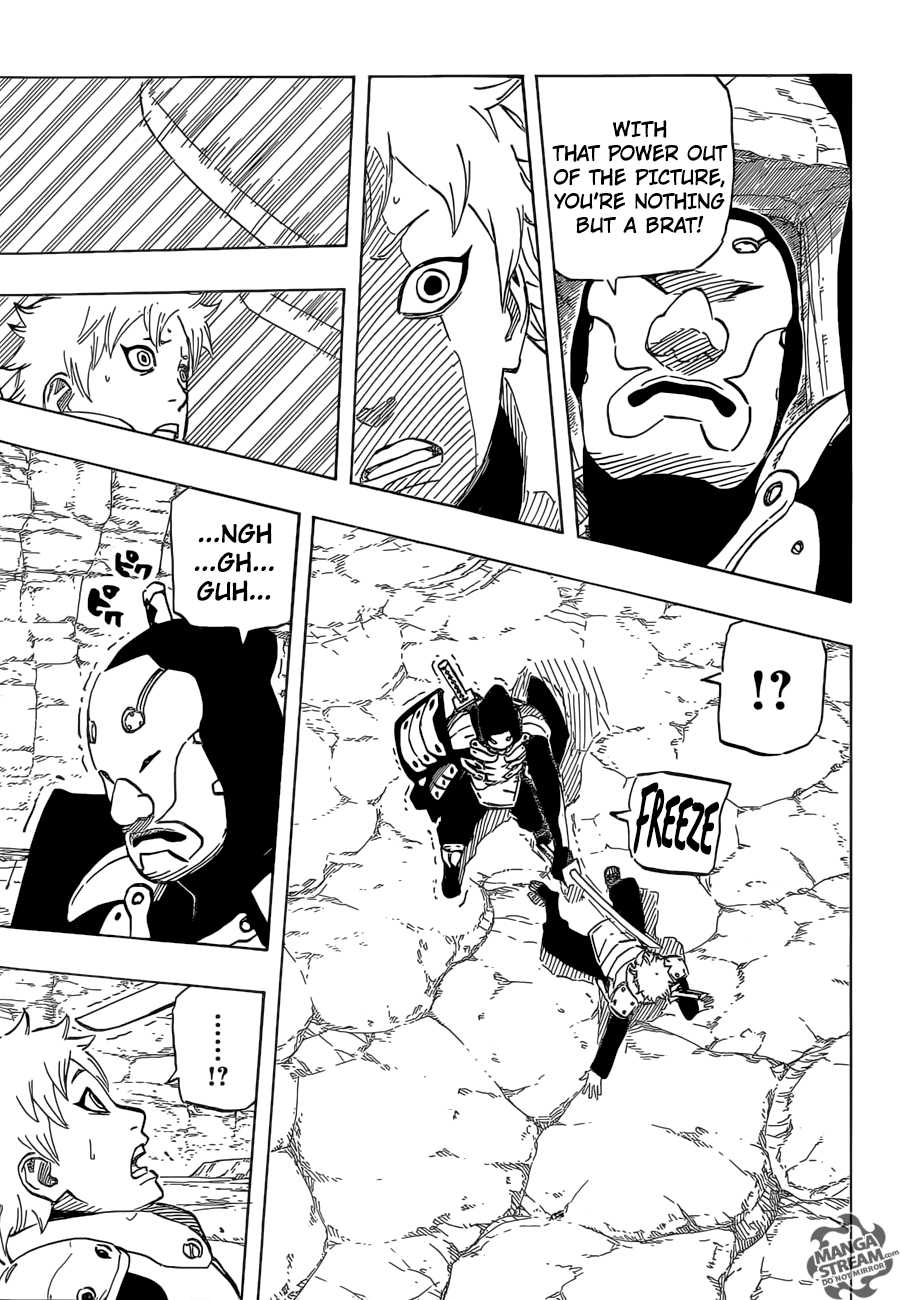 WITH
THAT POWER OUT
OF THE PICTURE,
YOU'RE NOTHING
BUT A BRAT!
!?
FREEZE
...NGH
...GH...
GUH...
ピク
ピク
......
!?
MANGA
STREAM.COM
DO NOT MIRROR